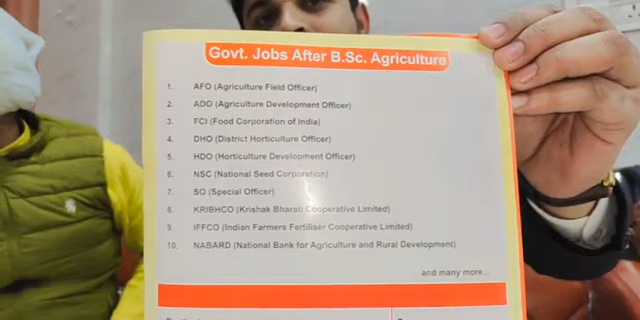 Govt. Jobs After B.Sc. Agriculture
1. AFO (Agriculture Field Officer)
2. ADO (Agriculture Development Officer)
3. FCI (Food Corporation of India)
4. DHO (District Horticulture Officer)
5. HDO (Horticulture Development Officer)
6. NSC (National Seed Corporation)
7. SO (Special Officer)
8. KRIBHCO (Krishak Bharati Cooperative Limited)
9. IFFCO (Indian Farmers Fertiliser Cooperative Limited)
10. NABARD (National Bank for Agriculture and Rural Development)
and many more...